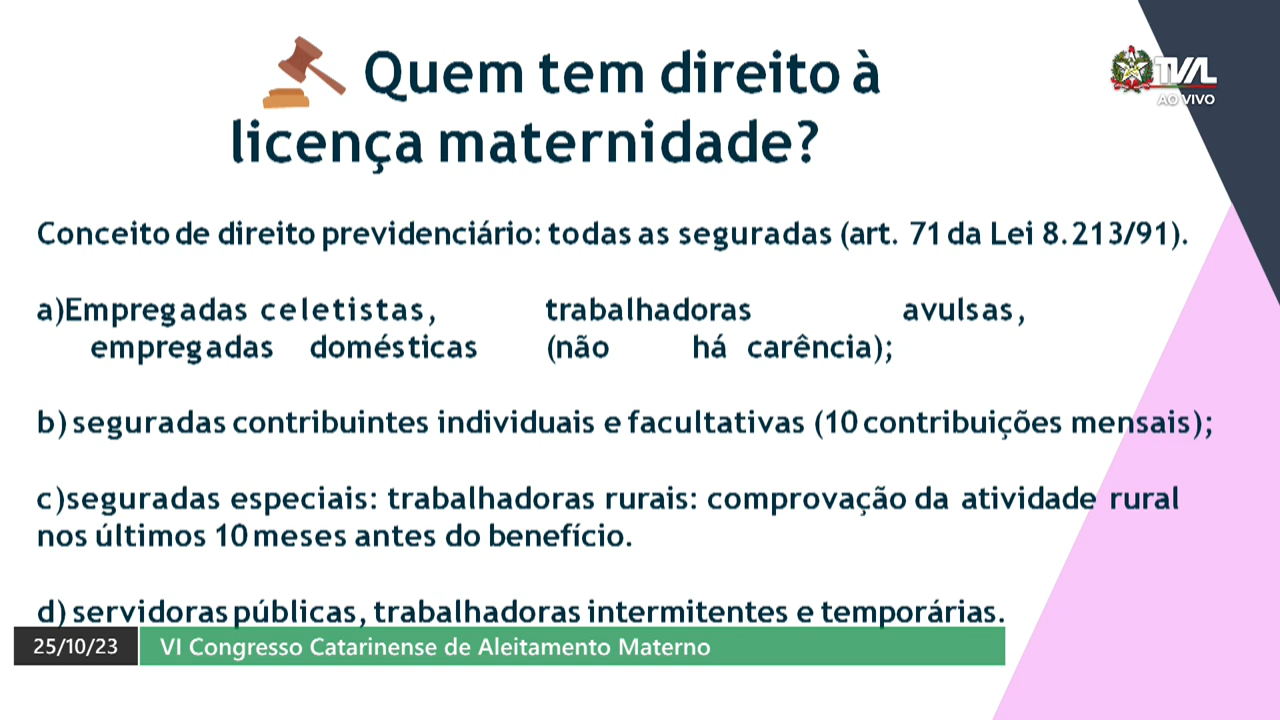 Quem tem direito à
licença maternidade?
TVAL
AO VIVO
Conceito de direito previdenciário: todas as seguradas (art. 71 da Lei 8.213/91).
a)Empregadas celetistas, trabalhadoras avulsas,
empregadas domésticas (não há carência);
b) seguradas contribuintes individuais e facultativas (10 contribuições mensais);
c)seguradas especiais: trabalhadoras rurais: comprovação da atividade rural
nos últimos 10 meses antes do benefício.
d) servidoras públicas, trabalhadoras intermitentes e temporárias.
25/10/23 VI Congresso Catarinense de Aleitamento Materno